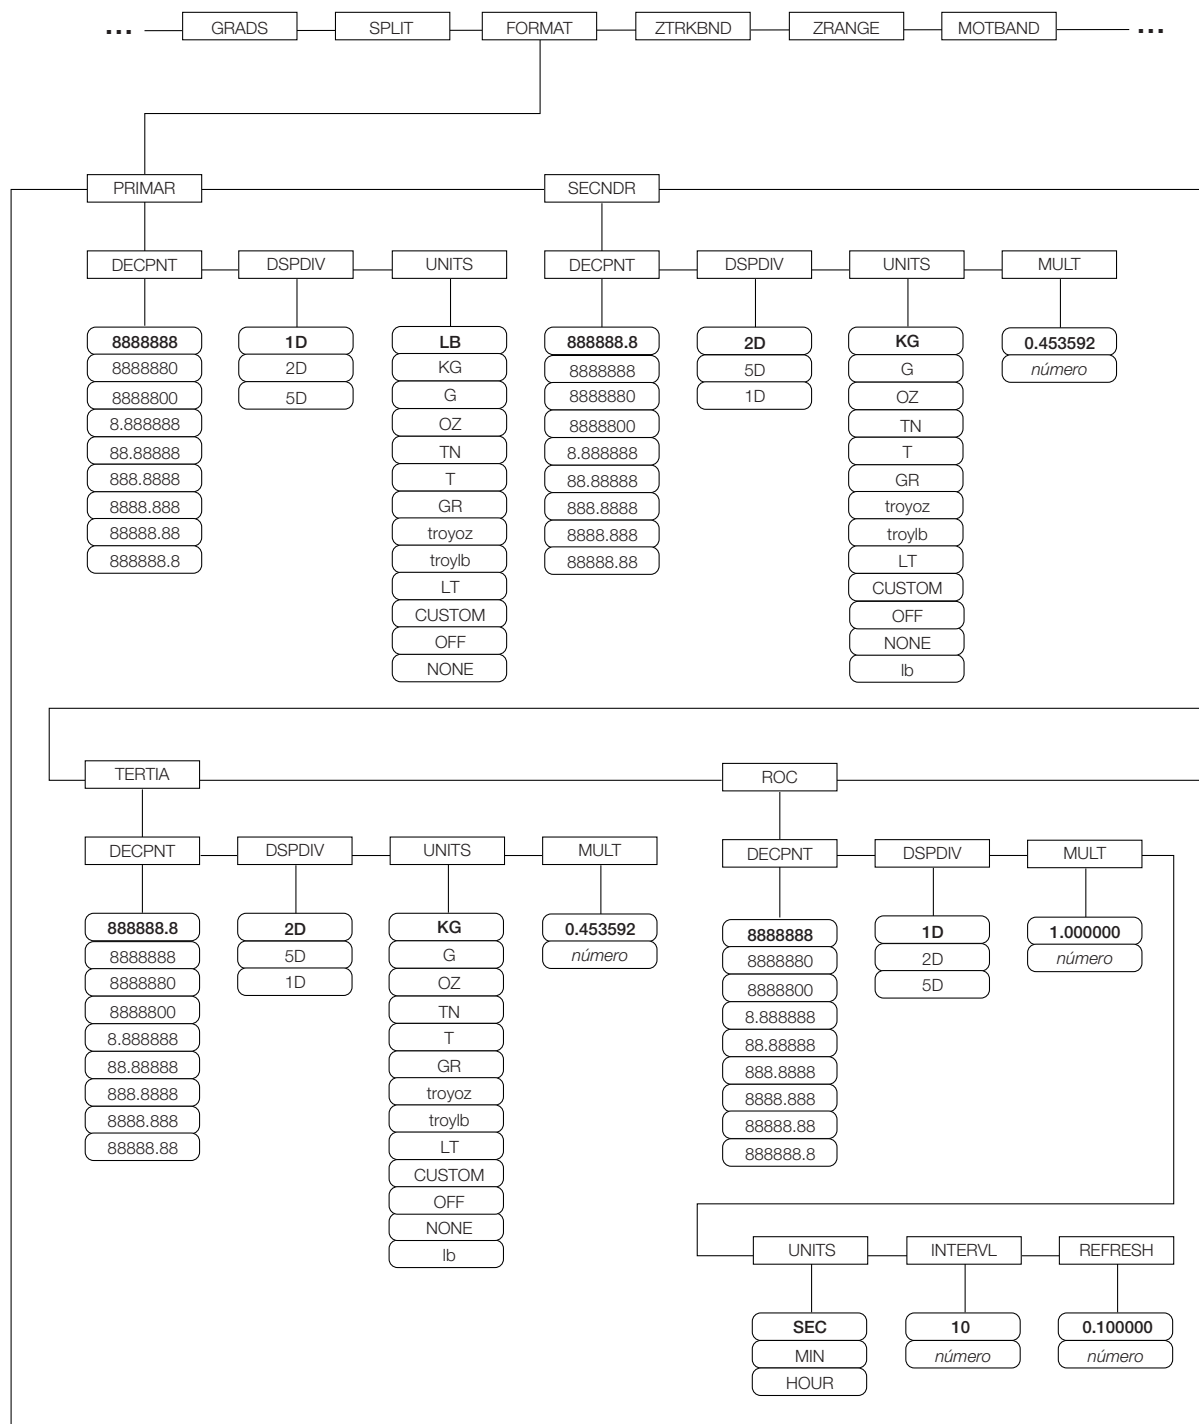 ... GRADS SPLIT FORMAT ZTRKBND ZRANGE MOTBAND ...
PRIMAR SECNDR
DECPNT DSPDIV UNITS DECPNT DSPDIV UNITS MULT
8888888 1D LB 888888.8 2D KG 0.453592
8888880 2D KG 8888888 5D G número
8888800 5D G 8888880 1D OZ
8.888888 OZ 8888800 TN
88.88888 TN 8.888888 T
888.8888 T 88.88888 GR
8888.888 GR 888.8888 troyoz
88888.88 troyoz 8888.888 troylb
888888.8 troylb 88888.88 LT
LT CUSTOM
CUSTOM OFF
OFF NONE
NONE lb
TERTIA ROC
DECPNT DSPDIV UNITS MULT DECPNT DSPDIV MULT
888888.8 2D KG 0.453592 8888888 1D 1.000000
8888888 5D G número 8888880 2D número
8888880 1D OZ 8888800 5D
8888800 TN 8.888888
8.888888 T 88.88888
88.88888 GR 888.8888
888.8888 troyoz 8888.888
8888.888 troylb 88888.88
88888.88 LT 888888.8
CUSTOM
OFF
NONE
lb
UNITS INTERVL REFRESH
SEC 10 0.100000
MIN número número
HOUR